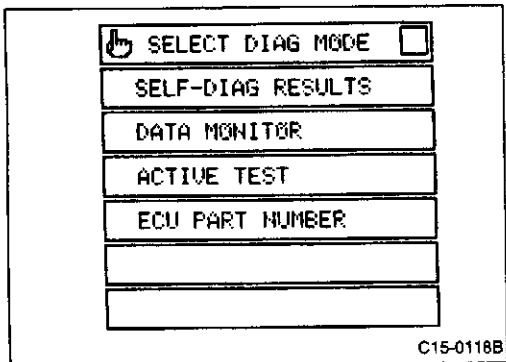 SELECT DIAG MODE
SELF-DIAG RESULTS
DATA MONITOR
ACTIVE TEST
ECU PART NUMBER
C15-0118B